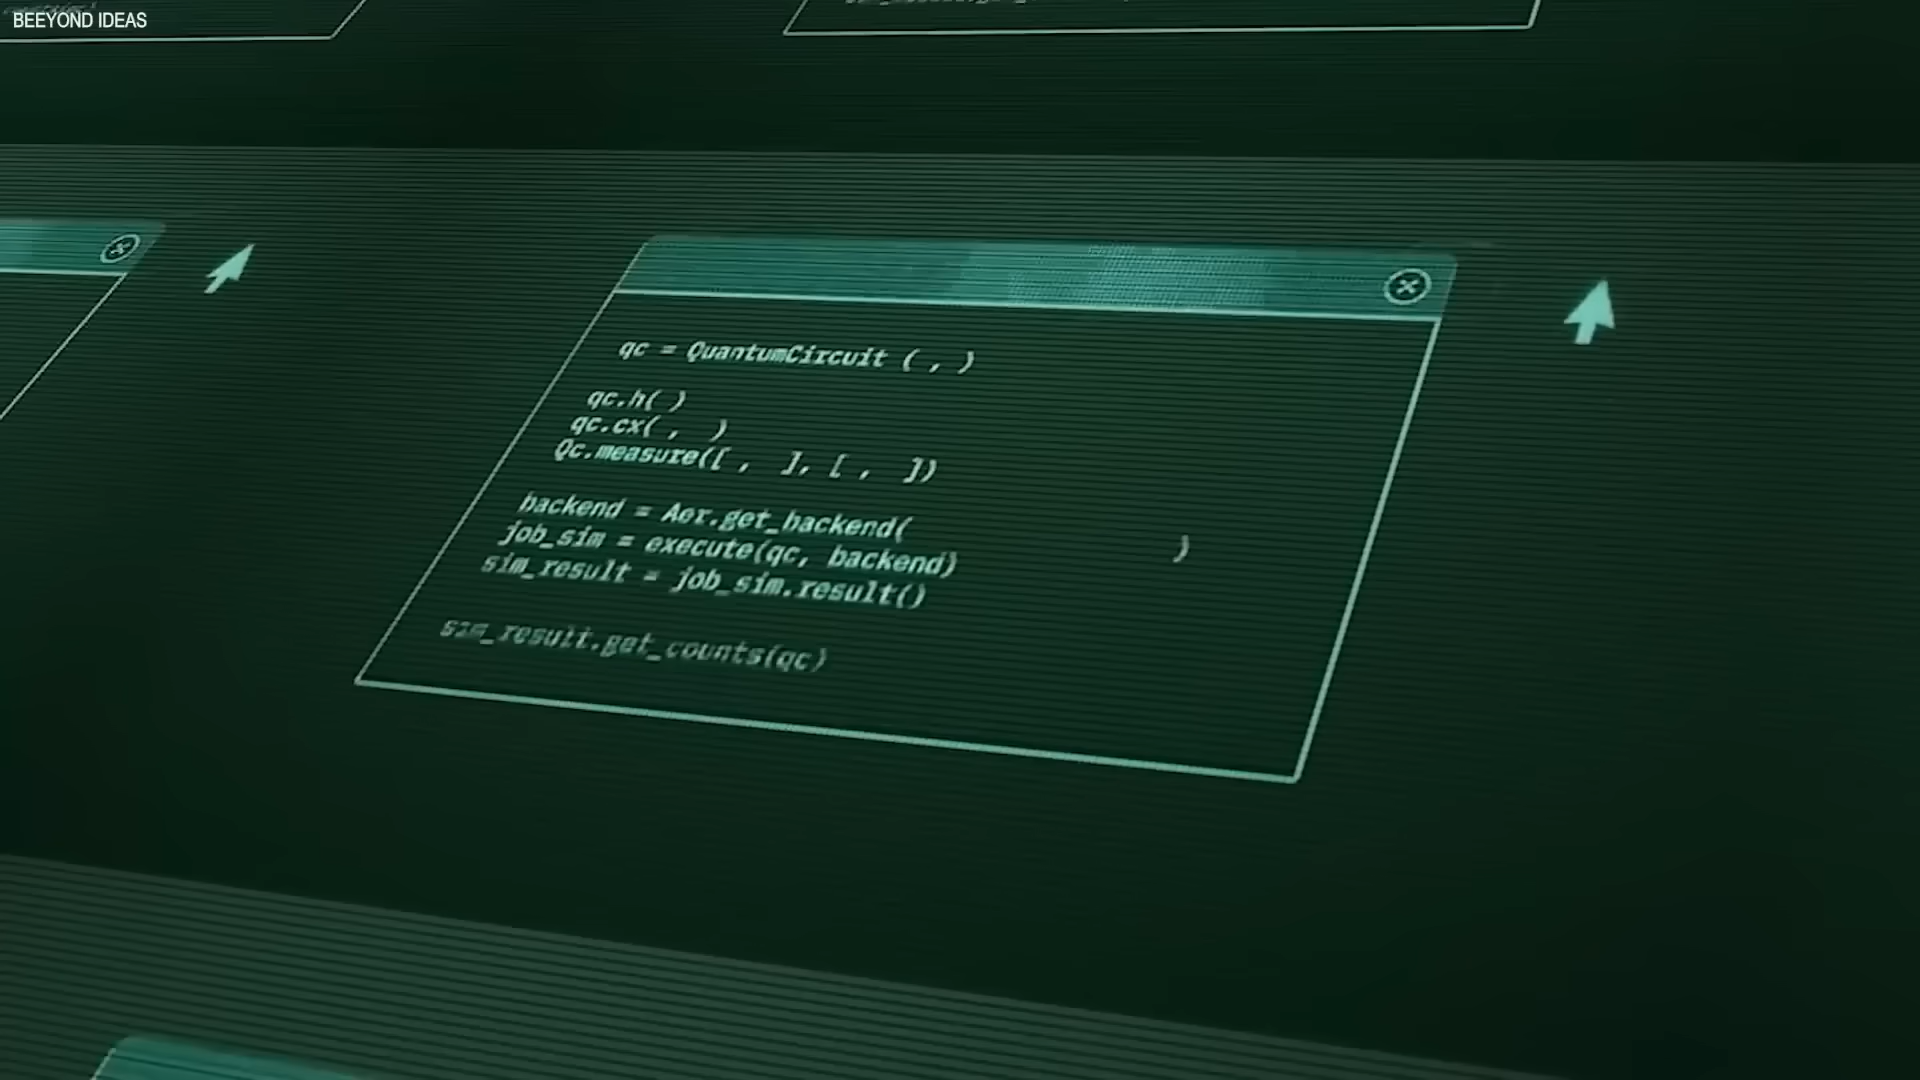 BEEYOND IDEAS
qc = QuantumCircuit ( , )
qc.h( )
qc.cx( , )
Qc.measure([ , ], [ , ])
backend = Aer.get_backend( )
job_sim = execute(qc, backend)
sim_result = job_sim.result()
sim_result.get_counts(qc)